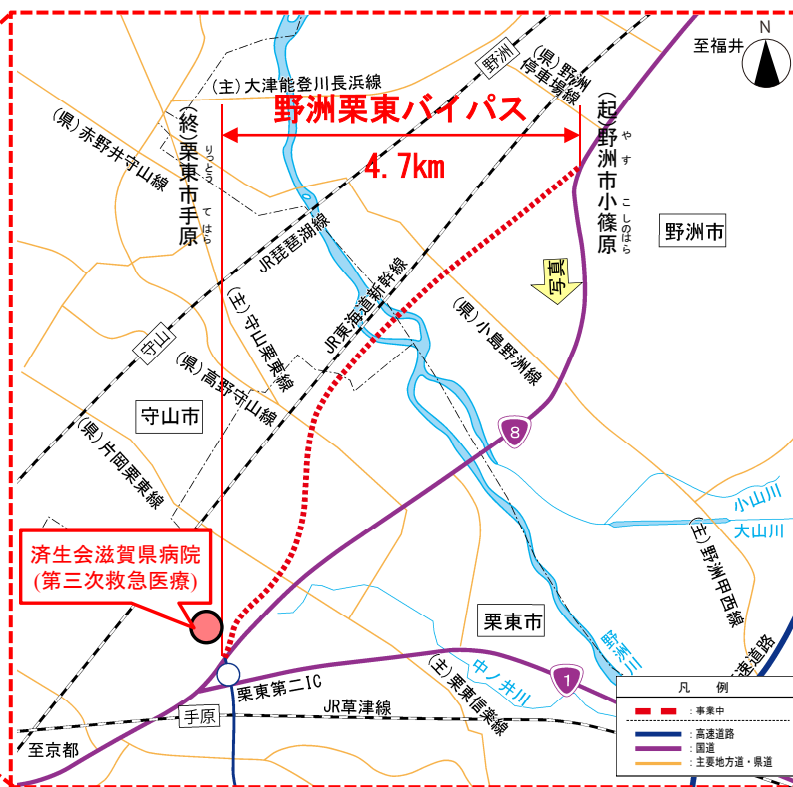 N
至福井
(県)野洲
停車場線
野洲
(主)大津能登川長浜線
野洲栗東バイパス
4.7km
(県)赤野井守山線
(終)栗東市手原
りっとう
てはら
(起)野洲市小篠原
やす
こしのはら
野洲市
写真
JR琵琶湖線
JR東海道新幹線
(主)守山栗東線
(県)小島野洲線
守山
(県)高野守山線
守山市
(県)片岡栗東線
8
小山川
大山川
(主)野洲甲西線
済生会滋賀県病院
(第三次救急医療)
栗東市
野洲川
速道路
栗東第二IC
(主)栗東信楽線
中ノ井川
1
手原
JR草津線
至京都
凡 例
:事業中
:高速道路
:国道
:主要地方道・県道